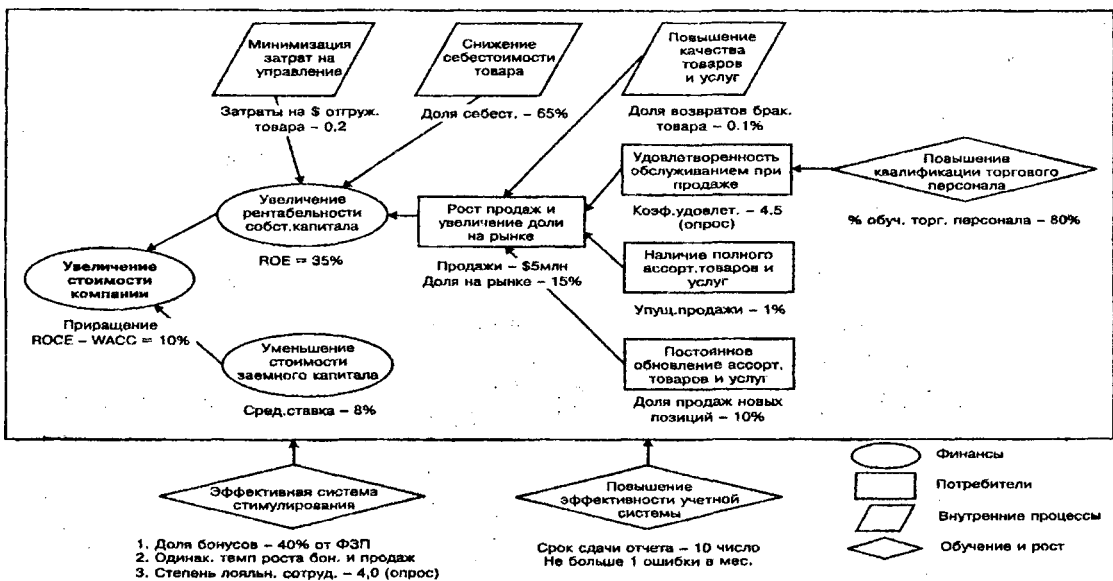 Минимизация
затрат на
управление
Затраты на $ отгруж.
товара – 0,2
Снижение
себестоимости
товара
Доля себест. – 65%
Повышение
качества
товаров
и услуг
Доля возвратов брак.
товара – 0.1%
Увеличение
рентабельности
собст.капитала
ROE = 35%
Рост продаж и
увеличение доли
на рынке
Продажи – $5млн
Доля на рынке – 15%
Удовлетворенность
обслуживанием при
продаже
Коэф.удовлет. – 4.5
(опрос)
Повышение
квалификации торгового
персонала
% обуч. торг. персонала – 80%
Увеличение
стоимости
компании
Приращение
ROCE – WACC = 10%
Наличие полного
ассорт.товаров и
услуг
Упущ.продажи – 1%
Уменьшение
стоимости
заемного капитала
Сред.ставка – 8%
Постоянное
обновление ассорт.
товаров и услуг
Доля продаж новых
позиций – 10%
Эффективная система
стимулирования
1. Доля бонусов – 40% от ФЗП
2. Одинак. темп роста бон. и продаж
3. Степень лояльн. сотруд. – 4,0 (опрос)
Повышение
эффективности учетной
системы
Срок сдачи отчета – 10 число
Не больше 1 ошибки в мес.
Финансы
Потребители
Внутренние процессы
Обучение и рост